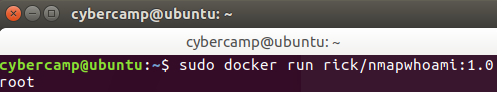 cybercamp@ubuntu: ~
cybercamp@ubuntu: ~
cybercamp@ubuntu:~$ sudo docker run rick/nmapwhoami:1.0
root